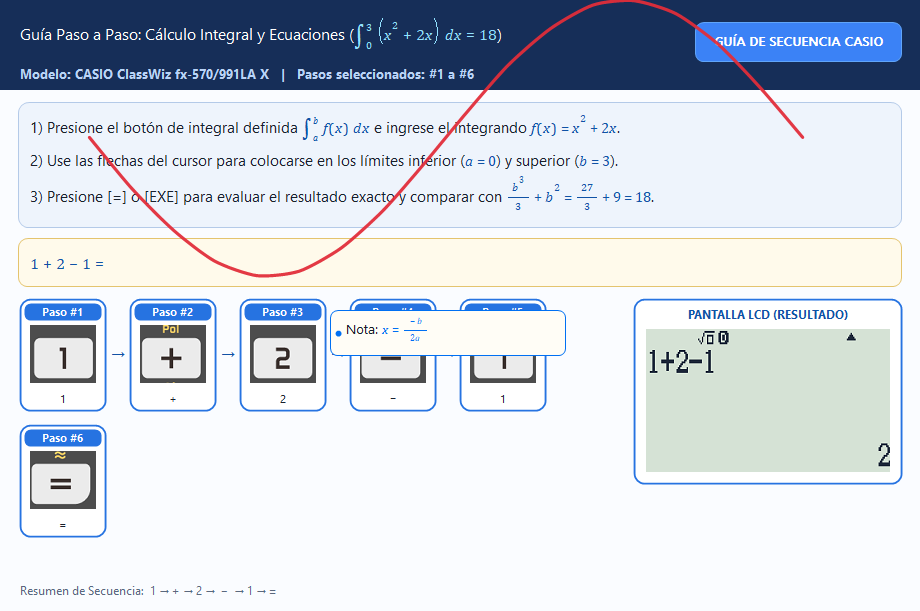 Guía Paso a Paso: Cálculo Integral y Ecuaciones (∫₀³ (x² + 2x) dx = 18)
GUÍA DE SECUENCIA CASIO
Modelo: CASIO ClassWiz fx-570/991LA X | Pasos seleccionados: #1 a #6
1) Presione el botón de integral definida ∫ₐᵇ f(x) dx e ingrese el integrando f(x) = x² + 2x.
2) Use las flechas del cursor para colocarse en los límites inferior (a = 0) y superior (b = 3).
3) Presione [=] o [EXE] para evaluar el resultado exacto y comparar con b³/3 + b² = 27/3 + 9 = 18.
1 + 2 − 1 =
Paso #1
1
1
Paso #2
Pol
+
+
Paso #3
2
2
Nota: x = −b/2a
−
−
1
1
Paso #6
≈
=
=
PANTALLA LCD (RESULTADO)
√□ D ▲
1+2−1
2
Resumen de Secuencia: 1 → + → 2 → − → 1 → =